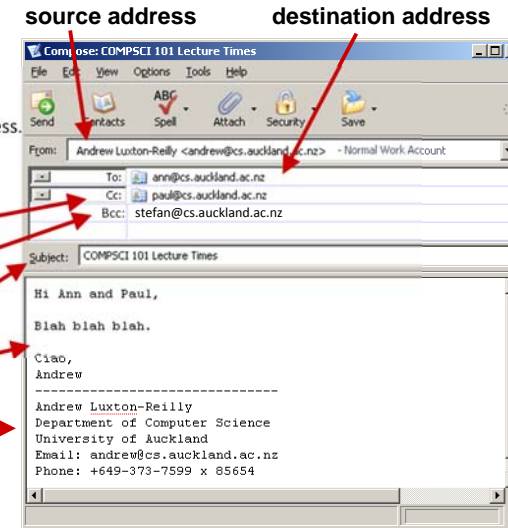 source address destination address
Compose: COMPSCI 101 Lecture Times
File Edit View Options Tools Help
ess.
Send Contacts Spell Attach Security Save
ABC
From: Andrew Luxton-Reilly <andrew@cs.auckland.ac.nz> - Normal Work Account
To: ann@cs.auckland.ac.nz
Cc: paul@cs.auckland.ac.nz
Bcc: stefan@cs.auckland.ac.nz
Subject: COMPSCI 101 Lecture Times
Hi Ann and Paul,
Blah blah blah.
Ciao,
Andrew
-------------------------------
Andrew Luxton-Reilly
Department of Computer Science
University of Auckland
Email: andrew@cs.auckland.ac.nz
Phone: +649-373-7599 x 85654